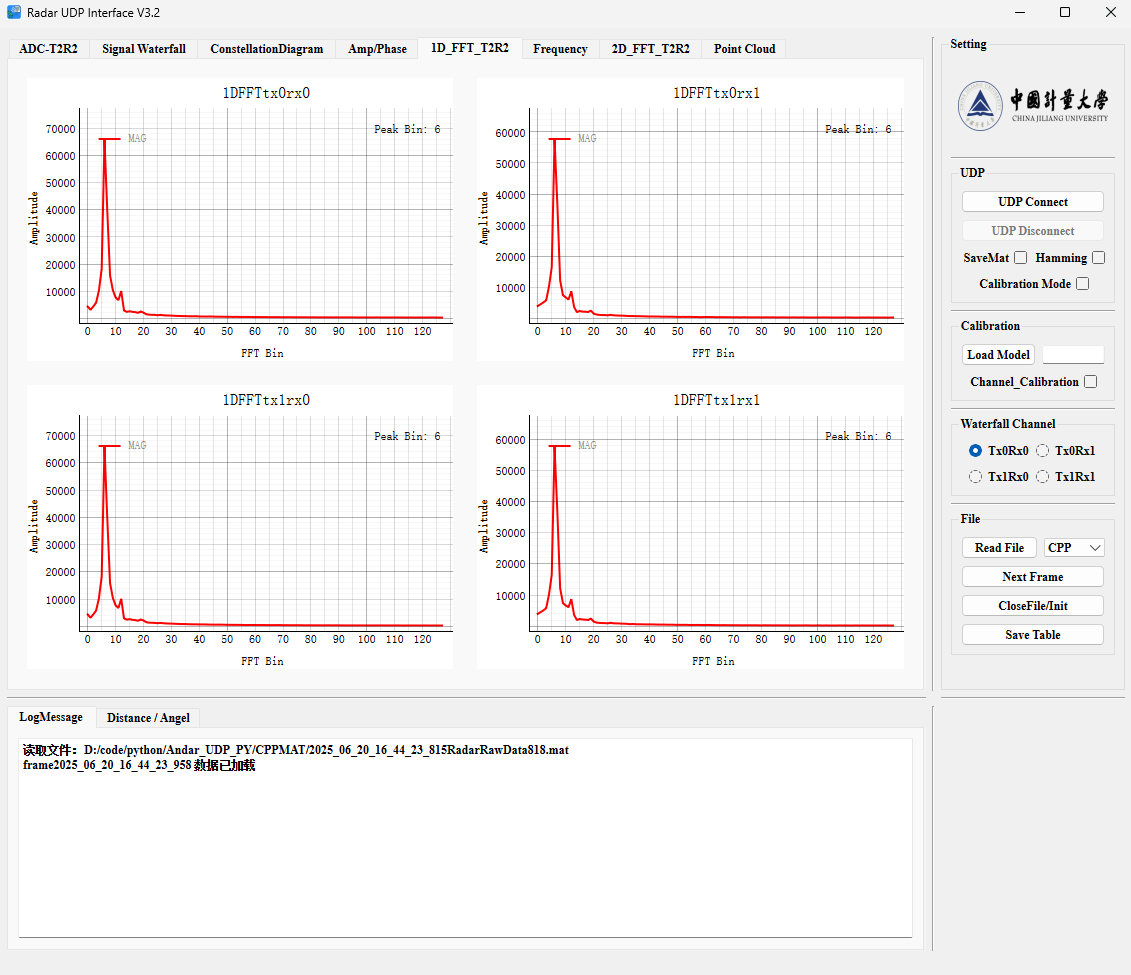 Radar UDP Interface V3.2
ADC-T2R2 Signal Waterfall ConstellationDiagram Amp/Phase 1D_FFT_T2R2 Frequency 2D_FFT_T2R2 Point Cloud
1DFFTtx0rx0
MAG
Peak Bin: 6
70000
60000
50000
40000
30000
20000
10000
Amplitude
0 10 20 30 40 50 60 70 80 90 100 110 120
FFT Bin
1DFFTtx0rx1
MAG
Peak Bin: 6
60000
50000
40000
30000
20000
10000
Amplitude
0 10 20 30 40 50 60 70 80 90 100 110 120
FFT Bin
1DFFTtx1rx0
MAG
Peak Bin: 6
70000
60000
50000
40000
30000
20000
10000
Amplitude
0 10 20 30 40 50 60 70 80 90 100 110 120
FFT Bin
1DFFTtx1rx1
MAG
Peak Bin: 6
60000
50000
40000
30000
20000
10000
Amplitude
0 10 20 30 40 50 60 70 80 90 100 110 120
FFT Bin
Setting
中國計量大學
CHINA JILIANG UNIVERSITY
UDP
UDP Connect
UDP Disconnect
SaveMat Hamming
Calibration Mode
Calibration
Load Model
Channel_Calibration
Waterfall Channel
Tx0Rx0 Tx0Rx1
Tx1Rx0 Tx1Rx1
File
Read File CPP
Next Frame
CloseFile/Init
Save Table
LogMessage Distance / Angel
读取文件：D:/code/python/Andar_UDP_PY/CPPMAT/2025_06_20_16_44_23_815RadarRawData818.mat
frame2025_06_20_16_44_23_958 数据已加载